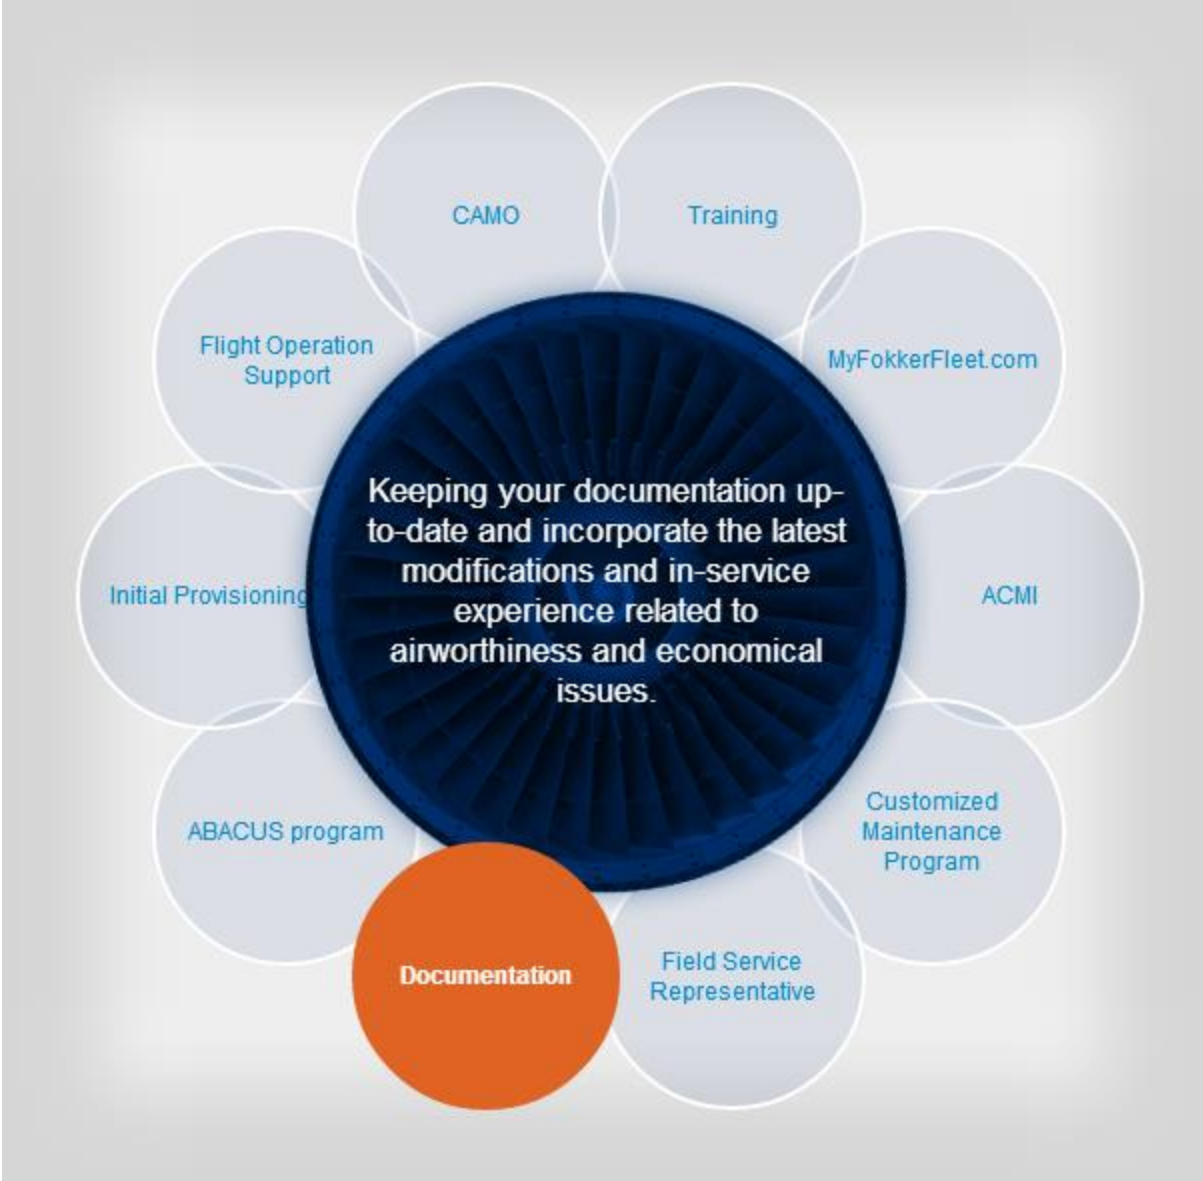 CAMO
Training
Flight Operation
Support
MyFokkerFleet.com
Keeping your documentation up-
to-date and incorporate the latest
modifications and in-service
experience related to
airworthiness and economical
issues.
Initial Provisioning
ACMI
ABACUS program
Customized
Maintenance
Program
Documentation
Field Service
Representative